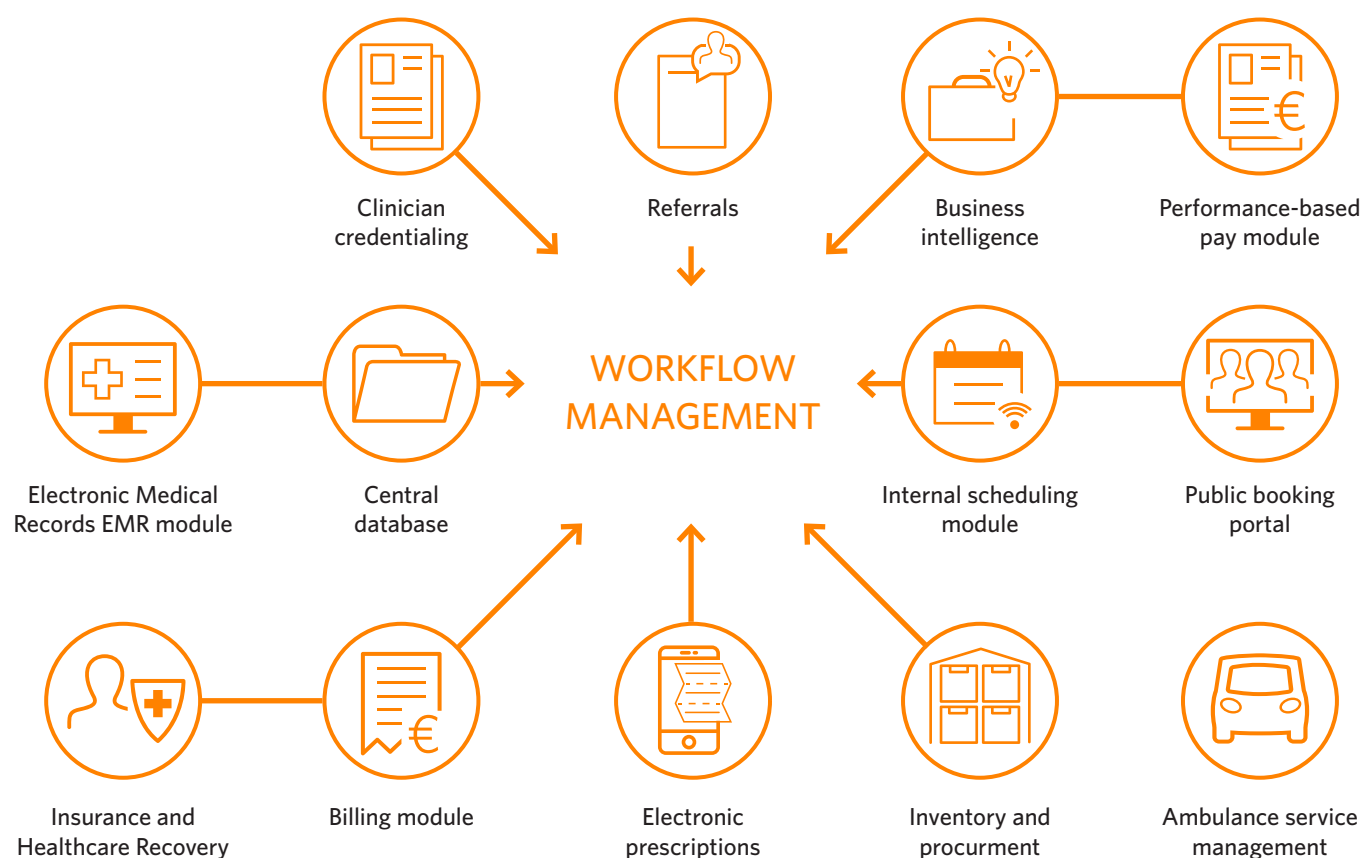 Clinician
credentialing
Referrals
Business
intelligence
Performance-based
pay module
WORKFLOW
MANAGEMENT
Electronic Medical
Records EMR module
Central
database
Internal scheduling
module
Public booking
portal
€
€
Insurance and
Healthcare Recovery
Billing module
Electronic
prescriptions
Inventory and
procurment
Ambulance service
management